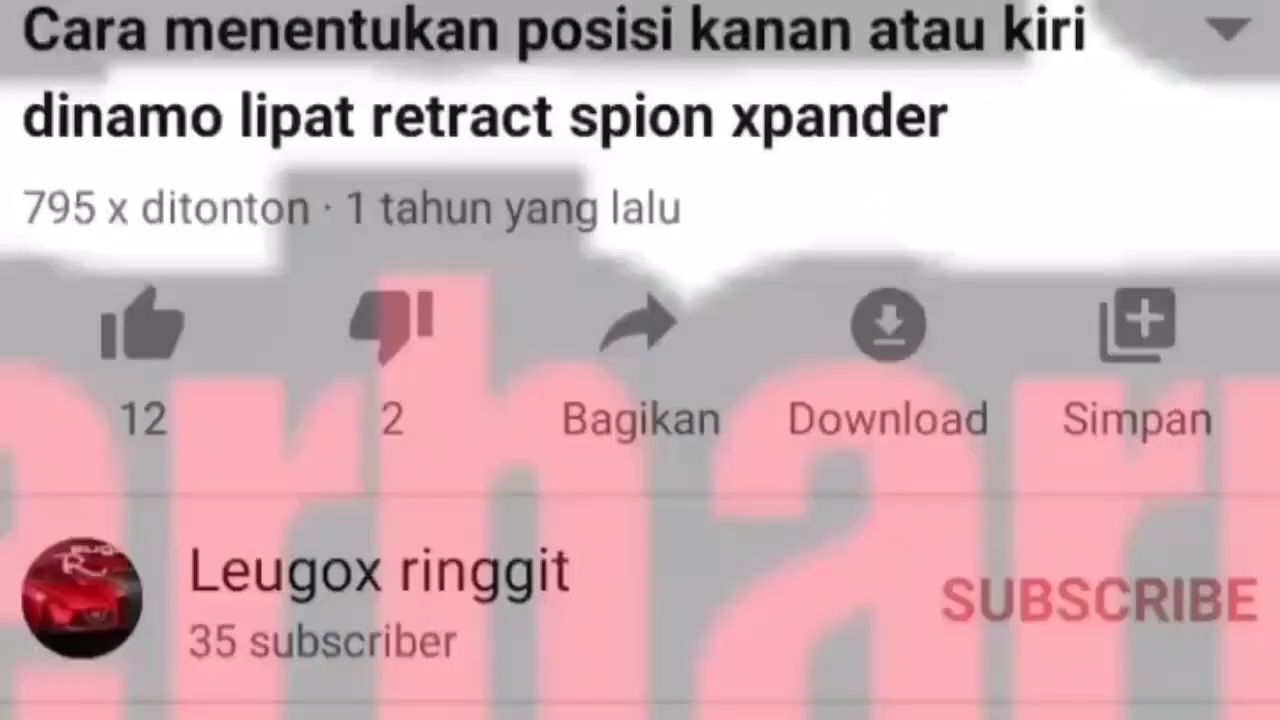 Cara menentukan posisi kanan atau kiri
dinamo lipat retract spion xpander
795 x ditonton · 1 tahun yang lalu
12
2
Bagikan
Download
Simpan
Leugox ringgit
35 subscriber
SUBSCRIBE